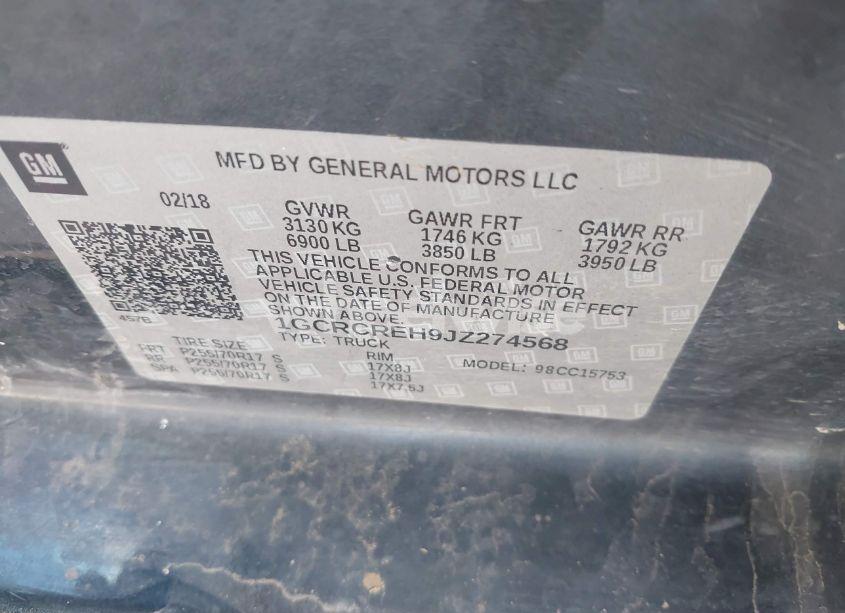 GM
MFD BY GENERAL MOTORS LLC
02/18
GVWR
3130 KG
6900 LB
GAWR FRT
1746 KG
3850 LB
GAWR RR
1792 KG
3950 LB
THIS VEHICLE CONFORMS TO ALL
APPLICABLE U.S. FEDERAL MOTOR
VEHICLE SAFETY STANDARDS IN EFFECT
ON THE DATE OF MANUFACTURE
SHOWN ABOVE
1GCRCREH9JZ274568
TYPE: TRUCK
MODEL: 98CC15753
TIRE SIZE
RIM
FRT P255/70R17 S 17X8J
RR P255/70R17 S 17X8J
SPA P255/70R17 S 17X7.5J